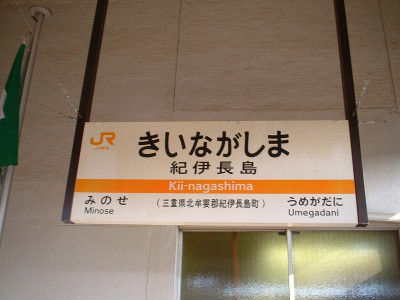 JR
JR東海
きいながしま
紀伊長島
Kii-nagashima
みのせ
Minose
(三重県北牟婁郡紀伊長島町)
うめがだに
Umegadani